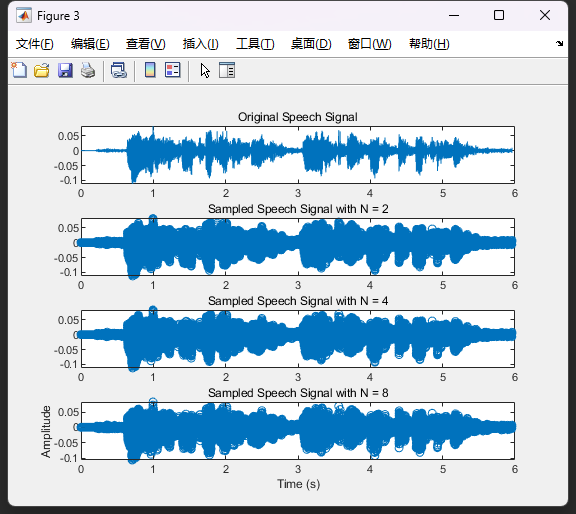 Figure 3
文件(F) 编辑(E) 查看(V) 插入(I) 工具(T) 桌面(D) 窗口(W) 帮助(H)
Original Speech Signal
0.05
0
-0.05
-0.1
0 1 2 3 4 5 6
Sampled Speech Signal with N = 2
0.05
0
-0.05
-0.1
0 1 2 3 4 5 6
Sampled Speech Signal with N = 4
0.05
0
-0.05
-0.1
0 1 2 3 4 5 6
Sampled Speech Signal with N = 8
Amplitude
0.05
0
-0.05
-0.1
0 1 2 3 4 5 6
Time (s)